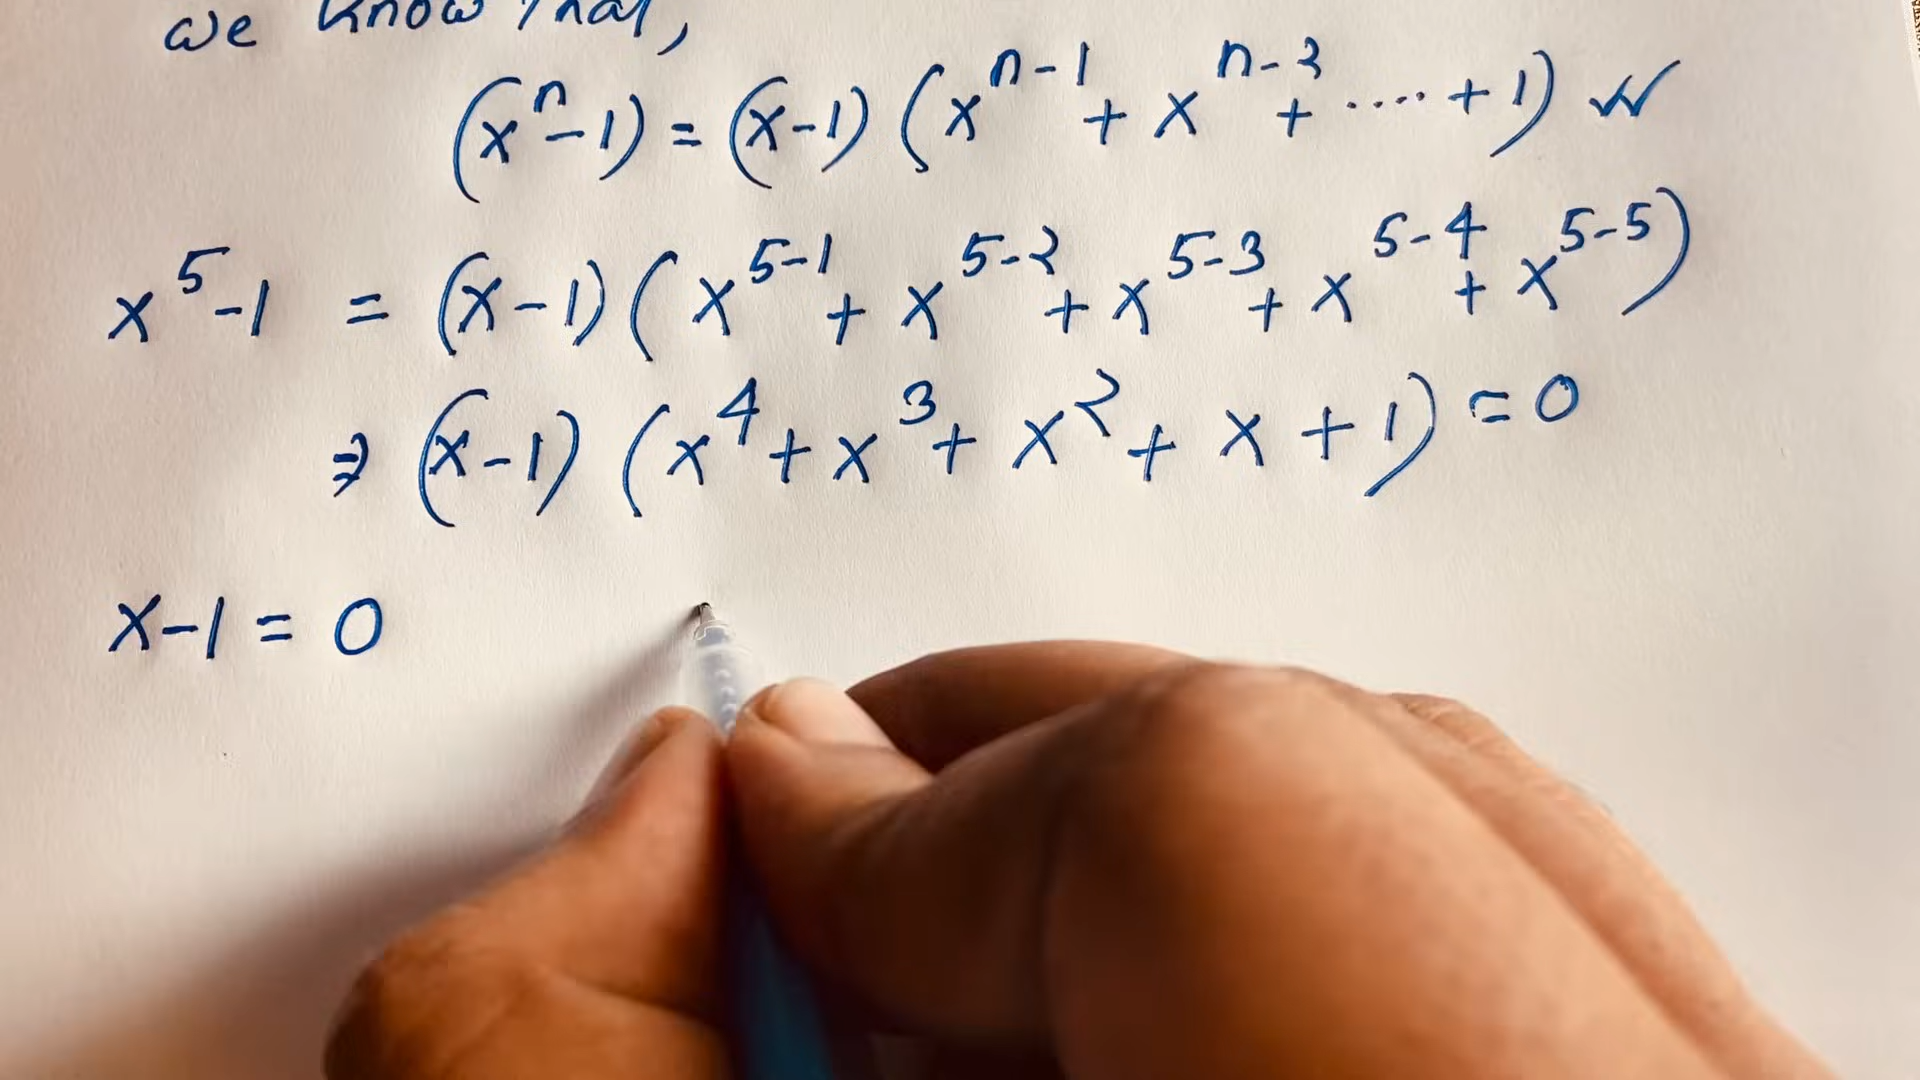 we know that,
(x^n - 1) = (x-1) (x^{n-1} + x^{n-2} + ..... + 1) ✓✓
x^5 - 1 = (x-1) (x^{5-1} + x^{5-2} + x^{5-3} + x^{5-4} + x^{5-5})
⇒ (x-1) (x^4 + x^3 + x^2 + x + 1) = 0
x-1 = 0